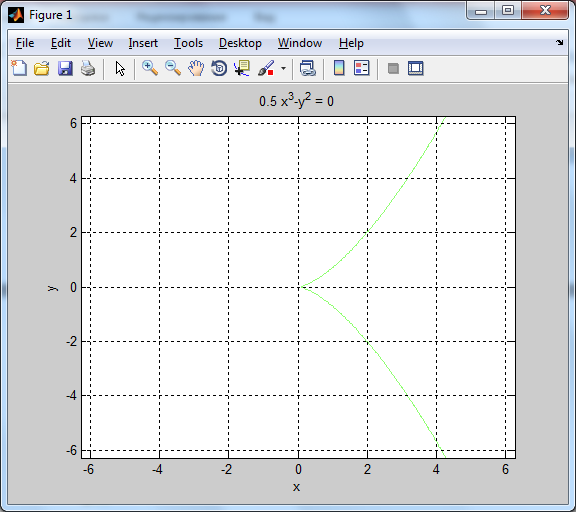 Figure 1
File Edit View Insert Tools Desktop Window Help
0.5 x³-y² = 0
6
4
2
0
-2
-4
-6
y
-6 -4 -2 0 2 4 6
x